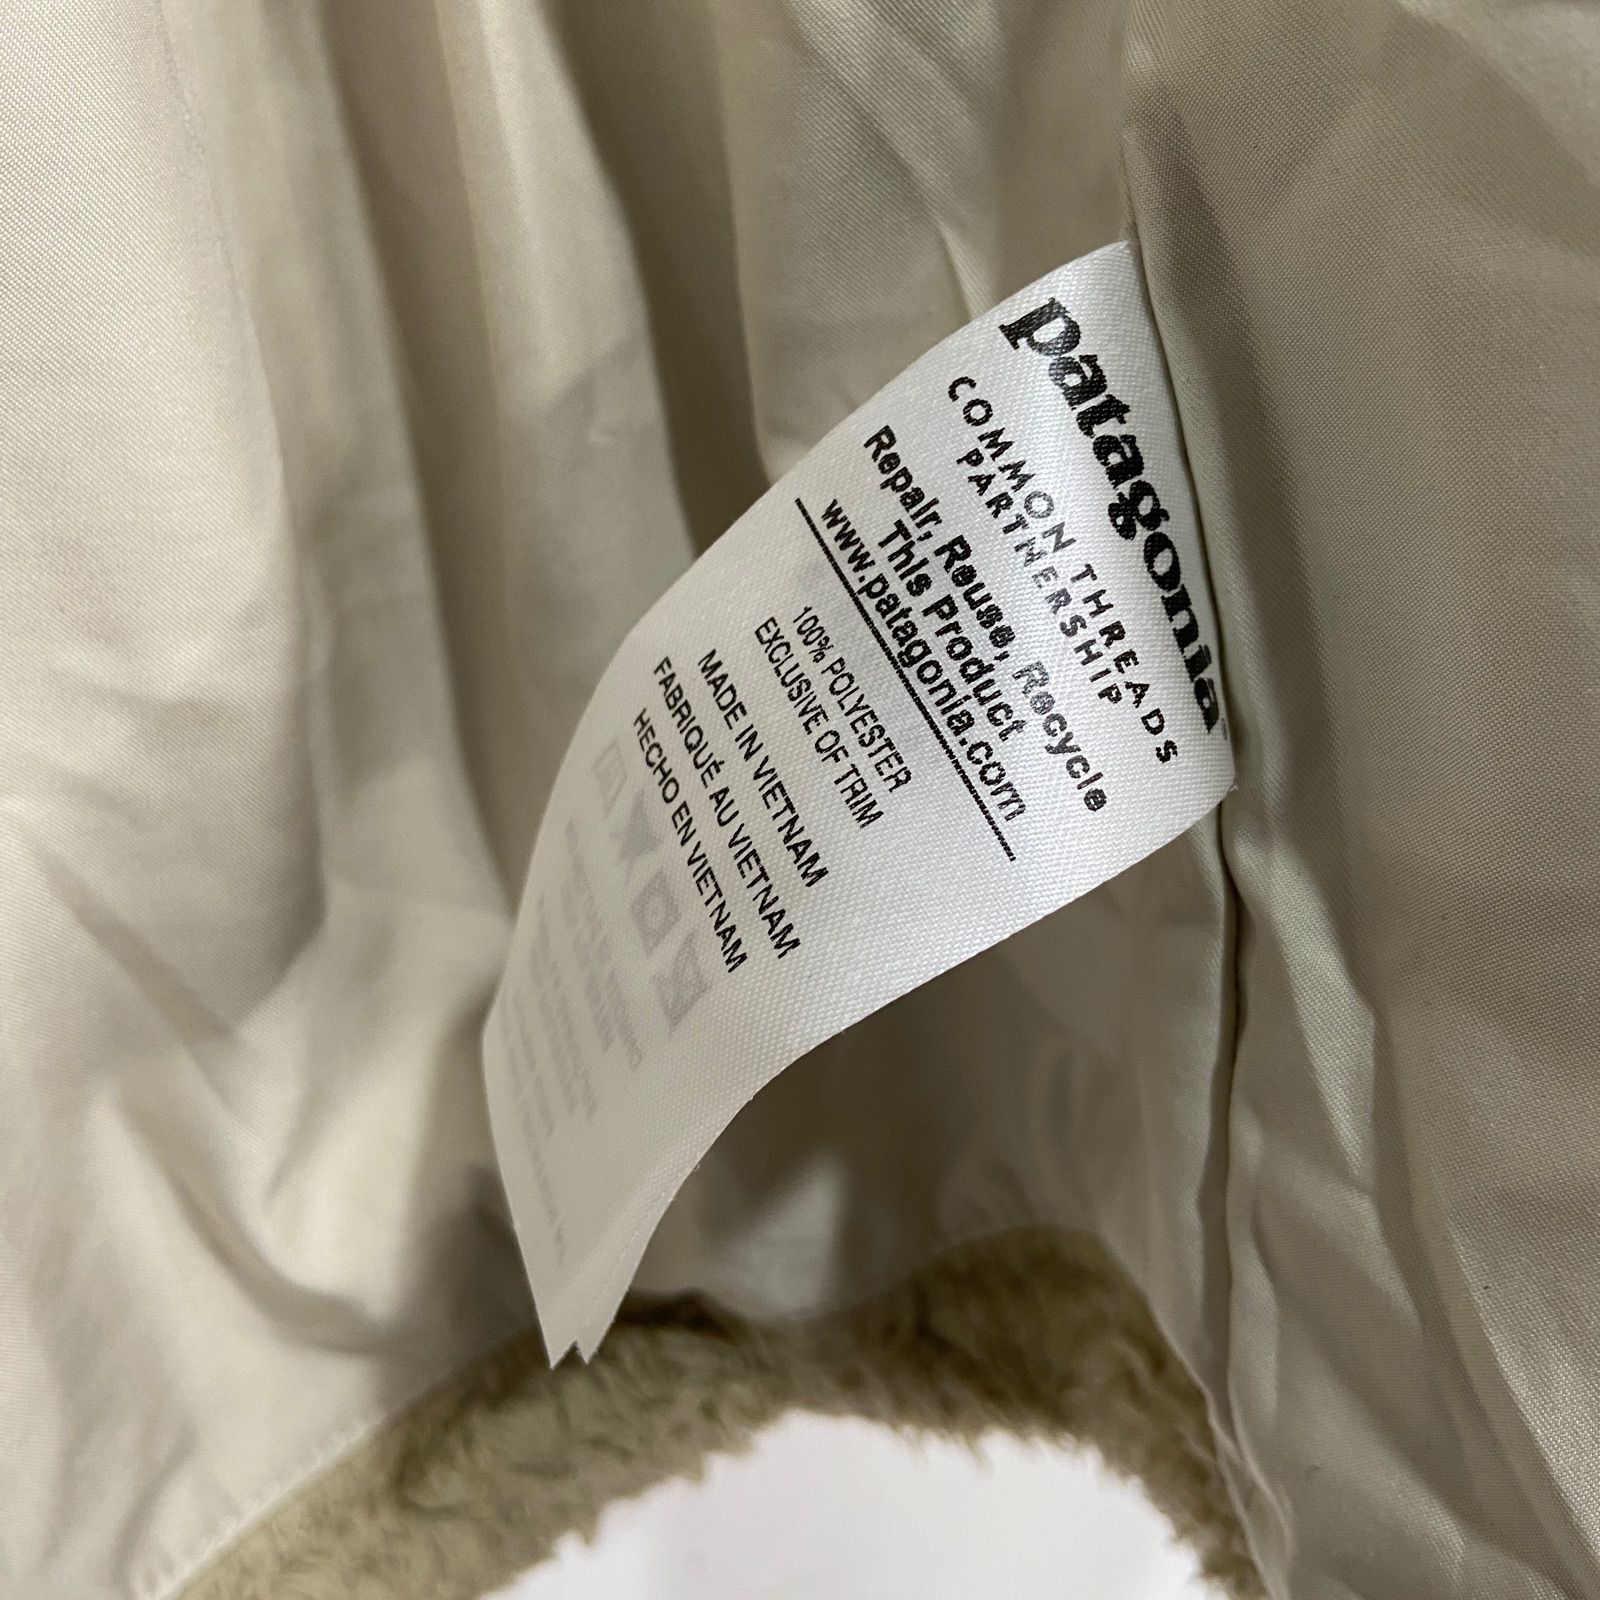 patagonia®
COMMON THREADS
PARTNERSHIP
Repair, Reuse, Recycle
This Product
www.patagonia.com
100% POLYESTER
EXCLUSIVE OF TRIM
MADE IN VIETNAM
FABRIQUÉ AU VIETNAM
HECHO EN VIETNAM